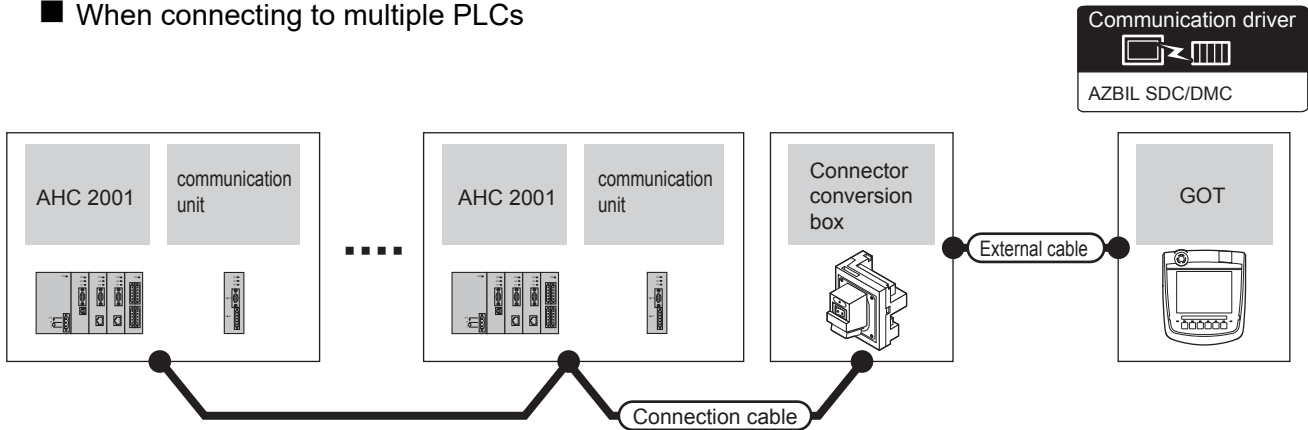 ■ When connecting to multiple PLCs
Communication driver
AZBIL SDC/DMC
AHC 2001
communication
unit
AHC 2001
communication
unit
Connector
conversion
box
External cable
GOT
Connection cable